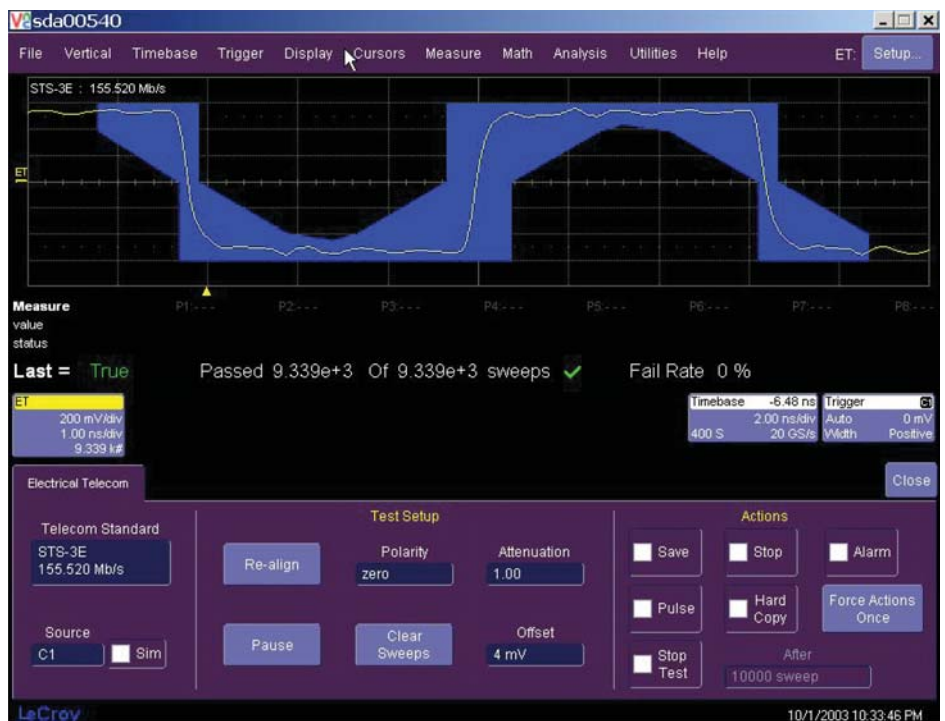 sda00540
File Vertical Timebase Trigger Display Cursors Measure Math Analysis Utilities Help ET: Setup...
STS-3E : 155.520 Mb/s
ET
Measure P1:--- P2:--- P3:--- P4:--- P5:--- P6:--- P7:--- P8:---
value
status
Last = True Passed 9.339e+3 Of 9.339e+3 sweeps Fail Rate 0 %
ET
200 mV/div
1.00 ns/div
9.339 k#
Timebase -6.48 ns
2.00 ns/div
400 S 20 GS/s
Trigger C1
Auto 0 mV
Width Positive
Electrical Telecom
Close
Telecom Standard
STS-3E
155.520 Mb/s
Source
C1 Sim
Test Setup
Re-align
Polarity
zero
Attenuation
1.00
Pause
Clear
Sweeps
Offset
4 mV
Actions
Save
Stop
Alarm
Pulse
Hard
Copy
Force Actions
Once
Stop
Test
After
10000 sweep
LeCroy
10/1/2003 10:33:46 PM